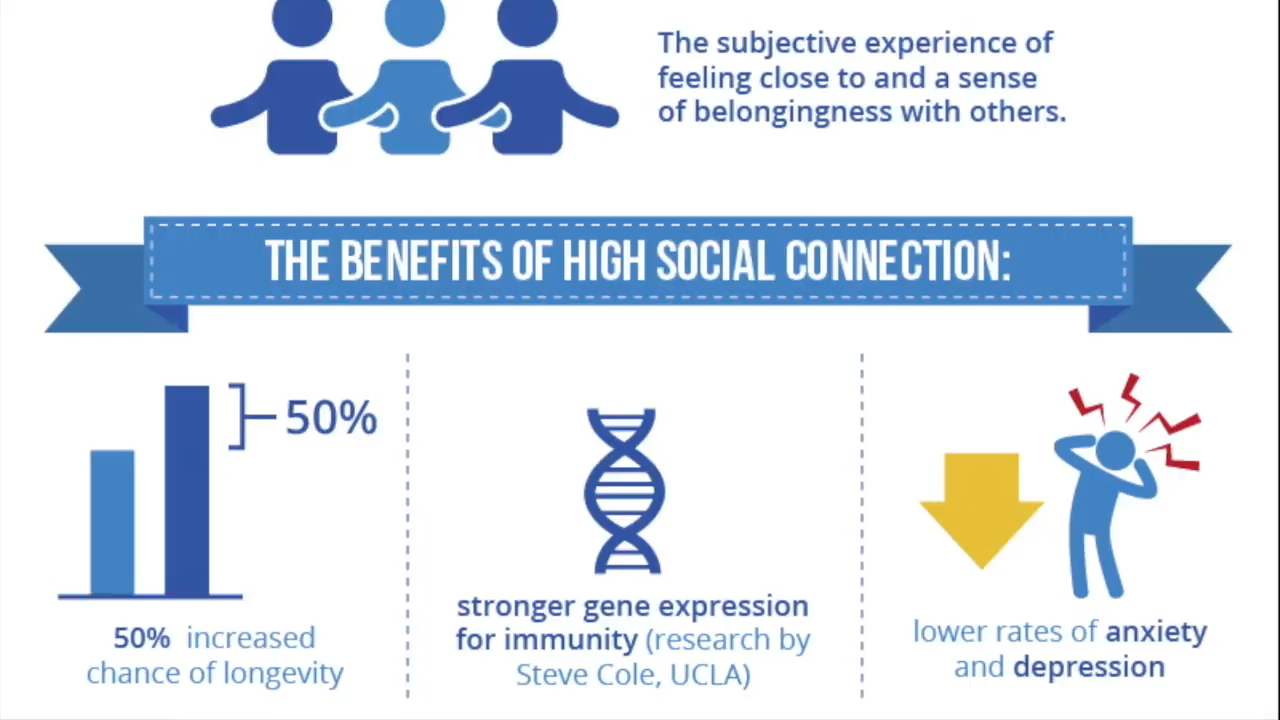 The subjective experience of
feeling close to and a sense
of belongingness with others.
THE BENEFITS OF HIGH SOCIAL CONNECTION:
50%
50% increased
chance of longevity
stronger gene expression
for immunity (research by
Steve Cole, UCLA)
lower rates of anxiety
and depression